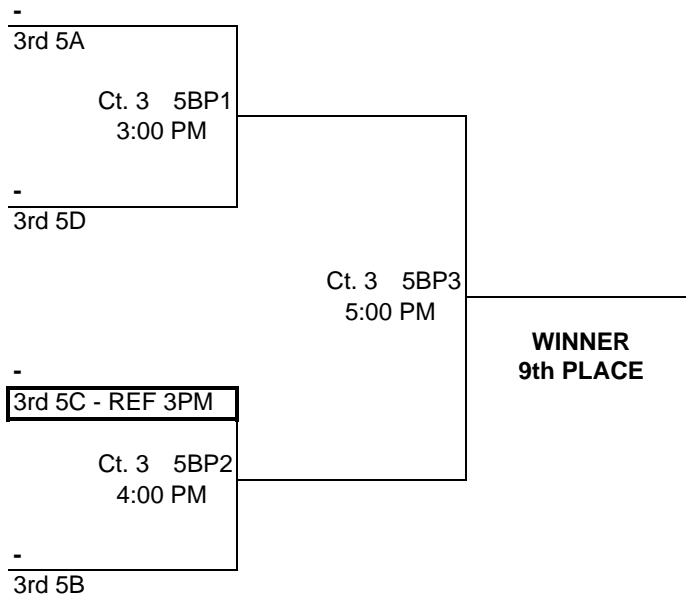 -
3rd 5A
Ct. 3 5BP1
3:00 PM
-
3rd 5D
Ct. 3 5BP3
5:00 PM
WINNER
9th PLACE
-
3rd 5C - REF 3PM
Ct. 3 5BP2
4:00 PM
-
3rd 5B